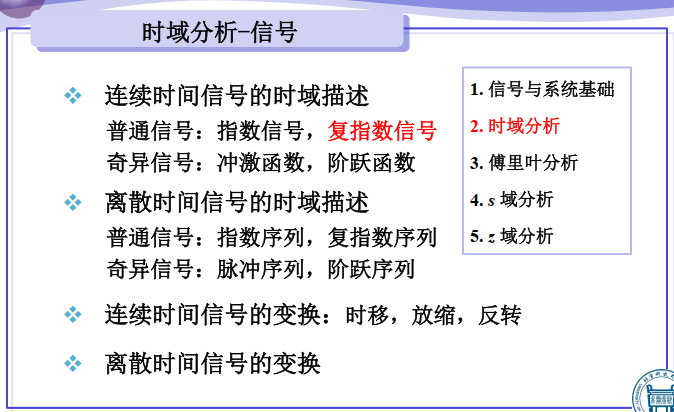 时域分析-信号
连续时间信号的时域描述
普通信号：指数信号，复指数信号
奇异信号：冲激函数，阶跃函数
离散时间信号的时域描述
普通信号：指数序列，复指数序列
奇异信号：脉冲序列，阶跃序列
连续时间信号的变换：时移，放缩，反转
离散时间信号的变换
1. 信号与系统基础
2. 时域分析
3. 傅里叶分析
4. s 域分析
5. z 域分析